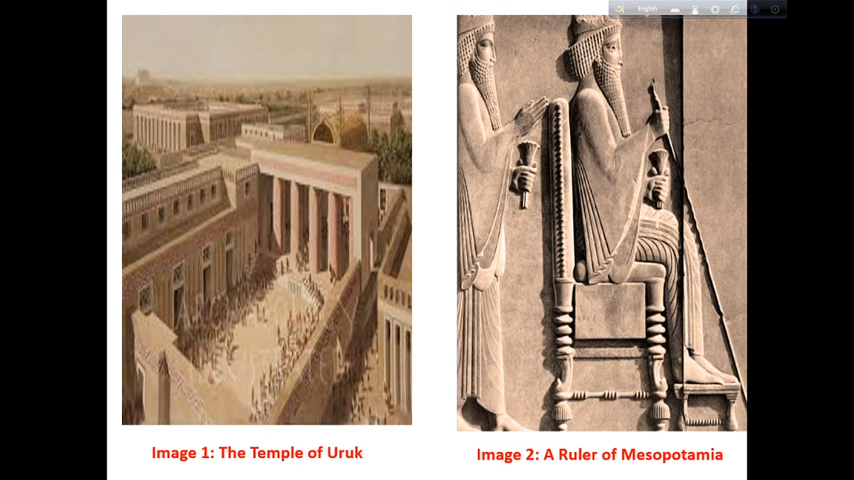 English
Image 1: The Temple of Uruk
Image 2: A Ruler of Mesopotamia